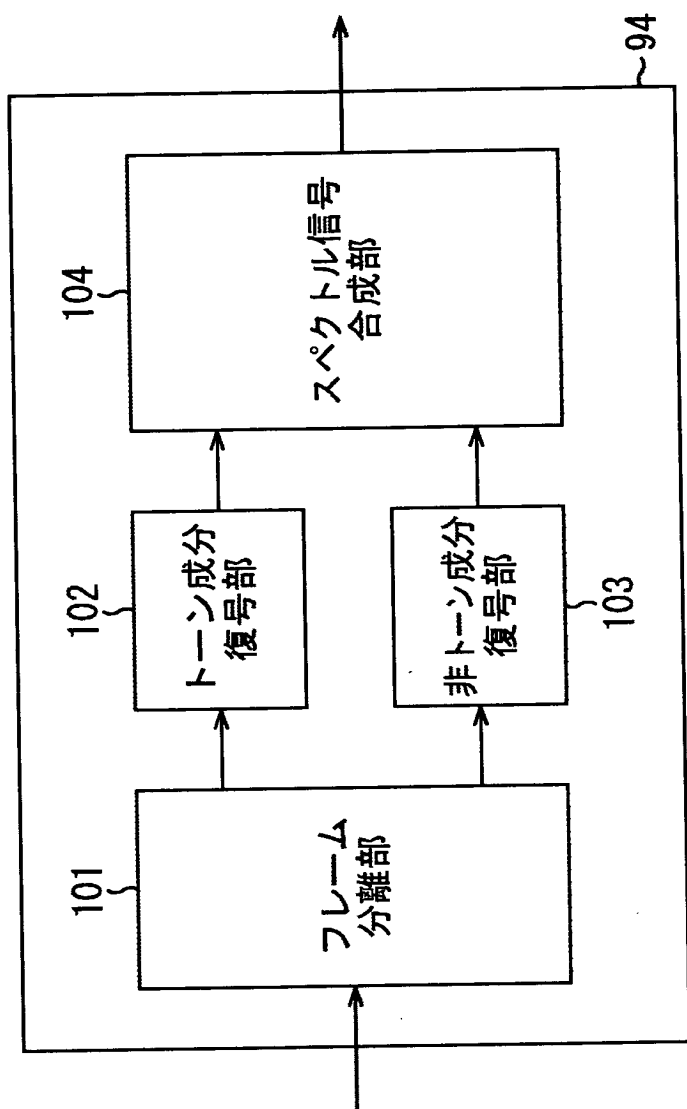 101
フレーム
分離部
102
トーン成分
復号部
非トーン成分
復号部
103
104
スペクトル信号
合成部
94